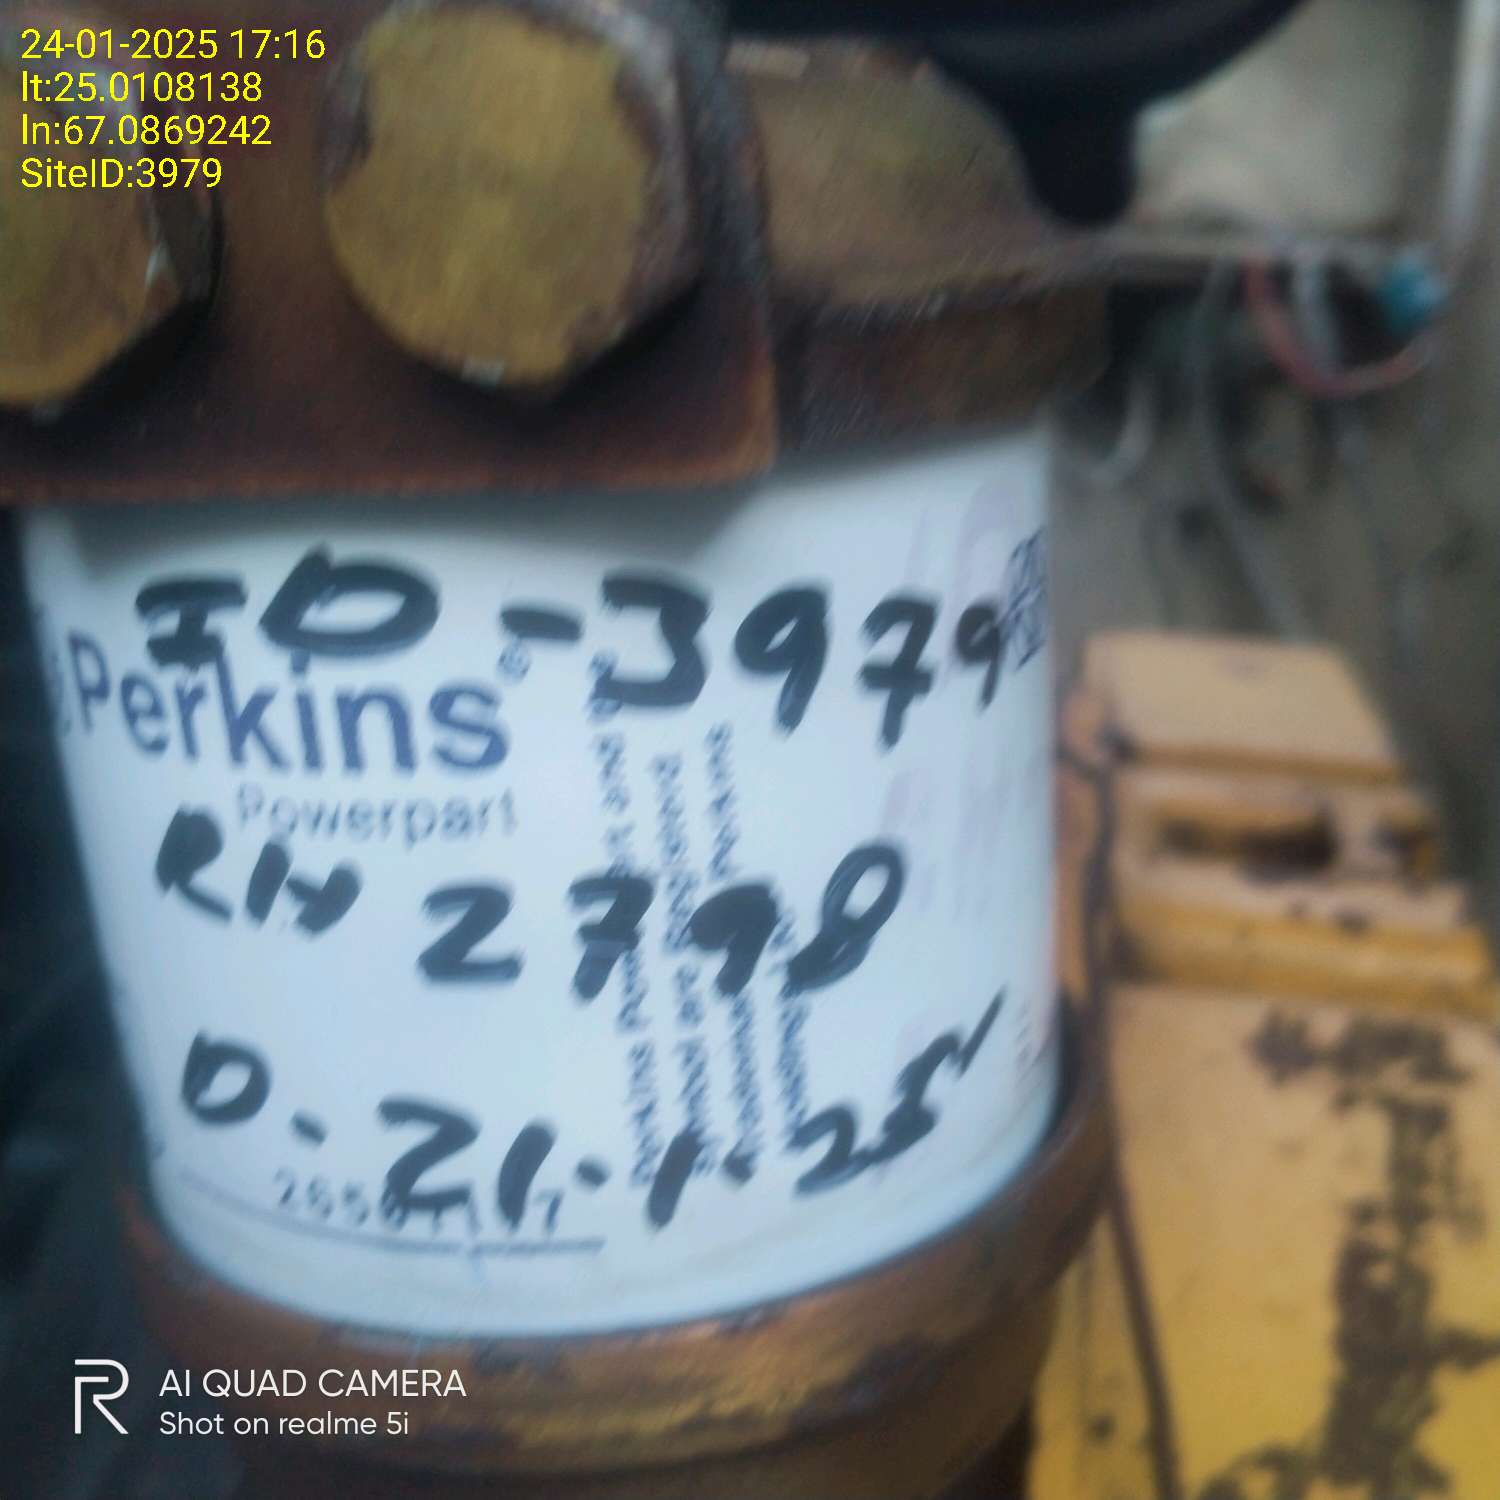 24-01-2025 17:16
lt:25.0108138
ln:67.0869242
SiteID:3979
ID-3979
Perkins
Powerpart
RH 2798
D-21.1.25
AI QUAD CAMERA
Shot on realme 5i